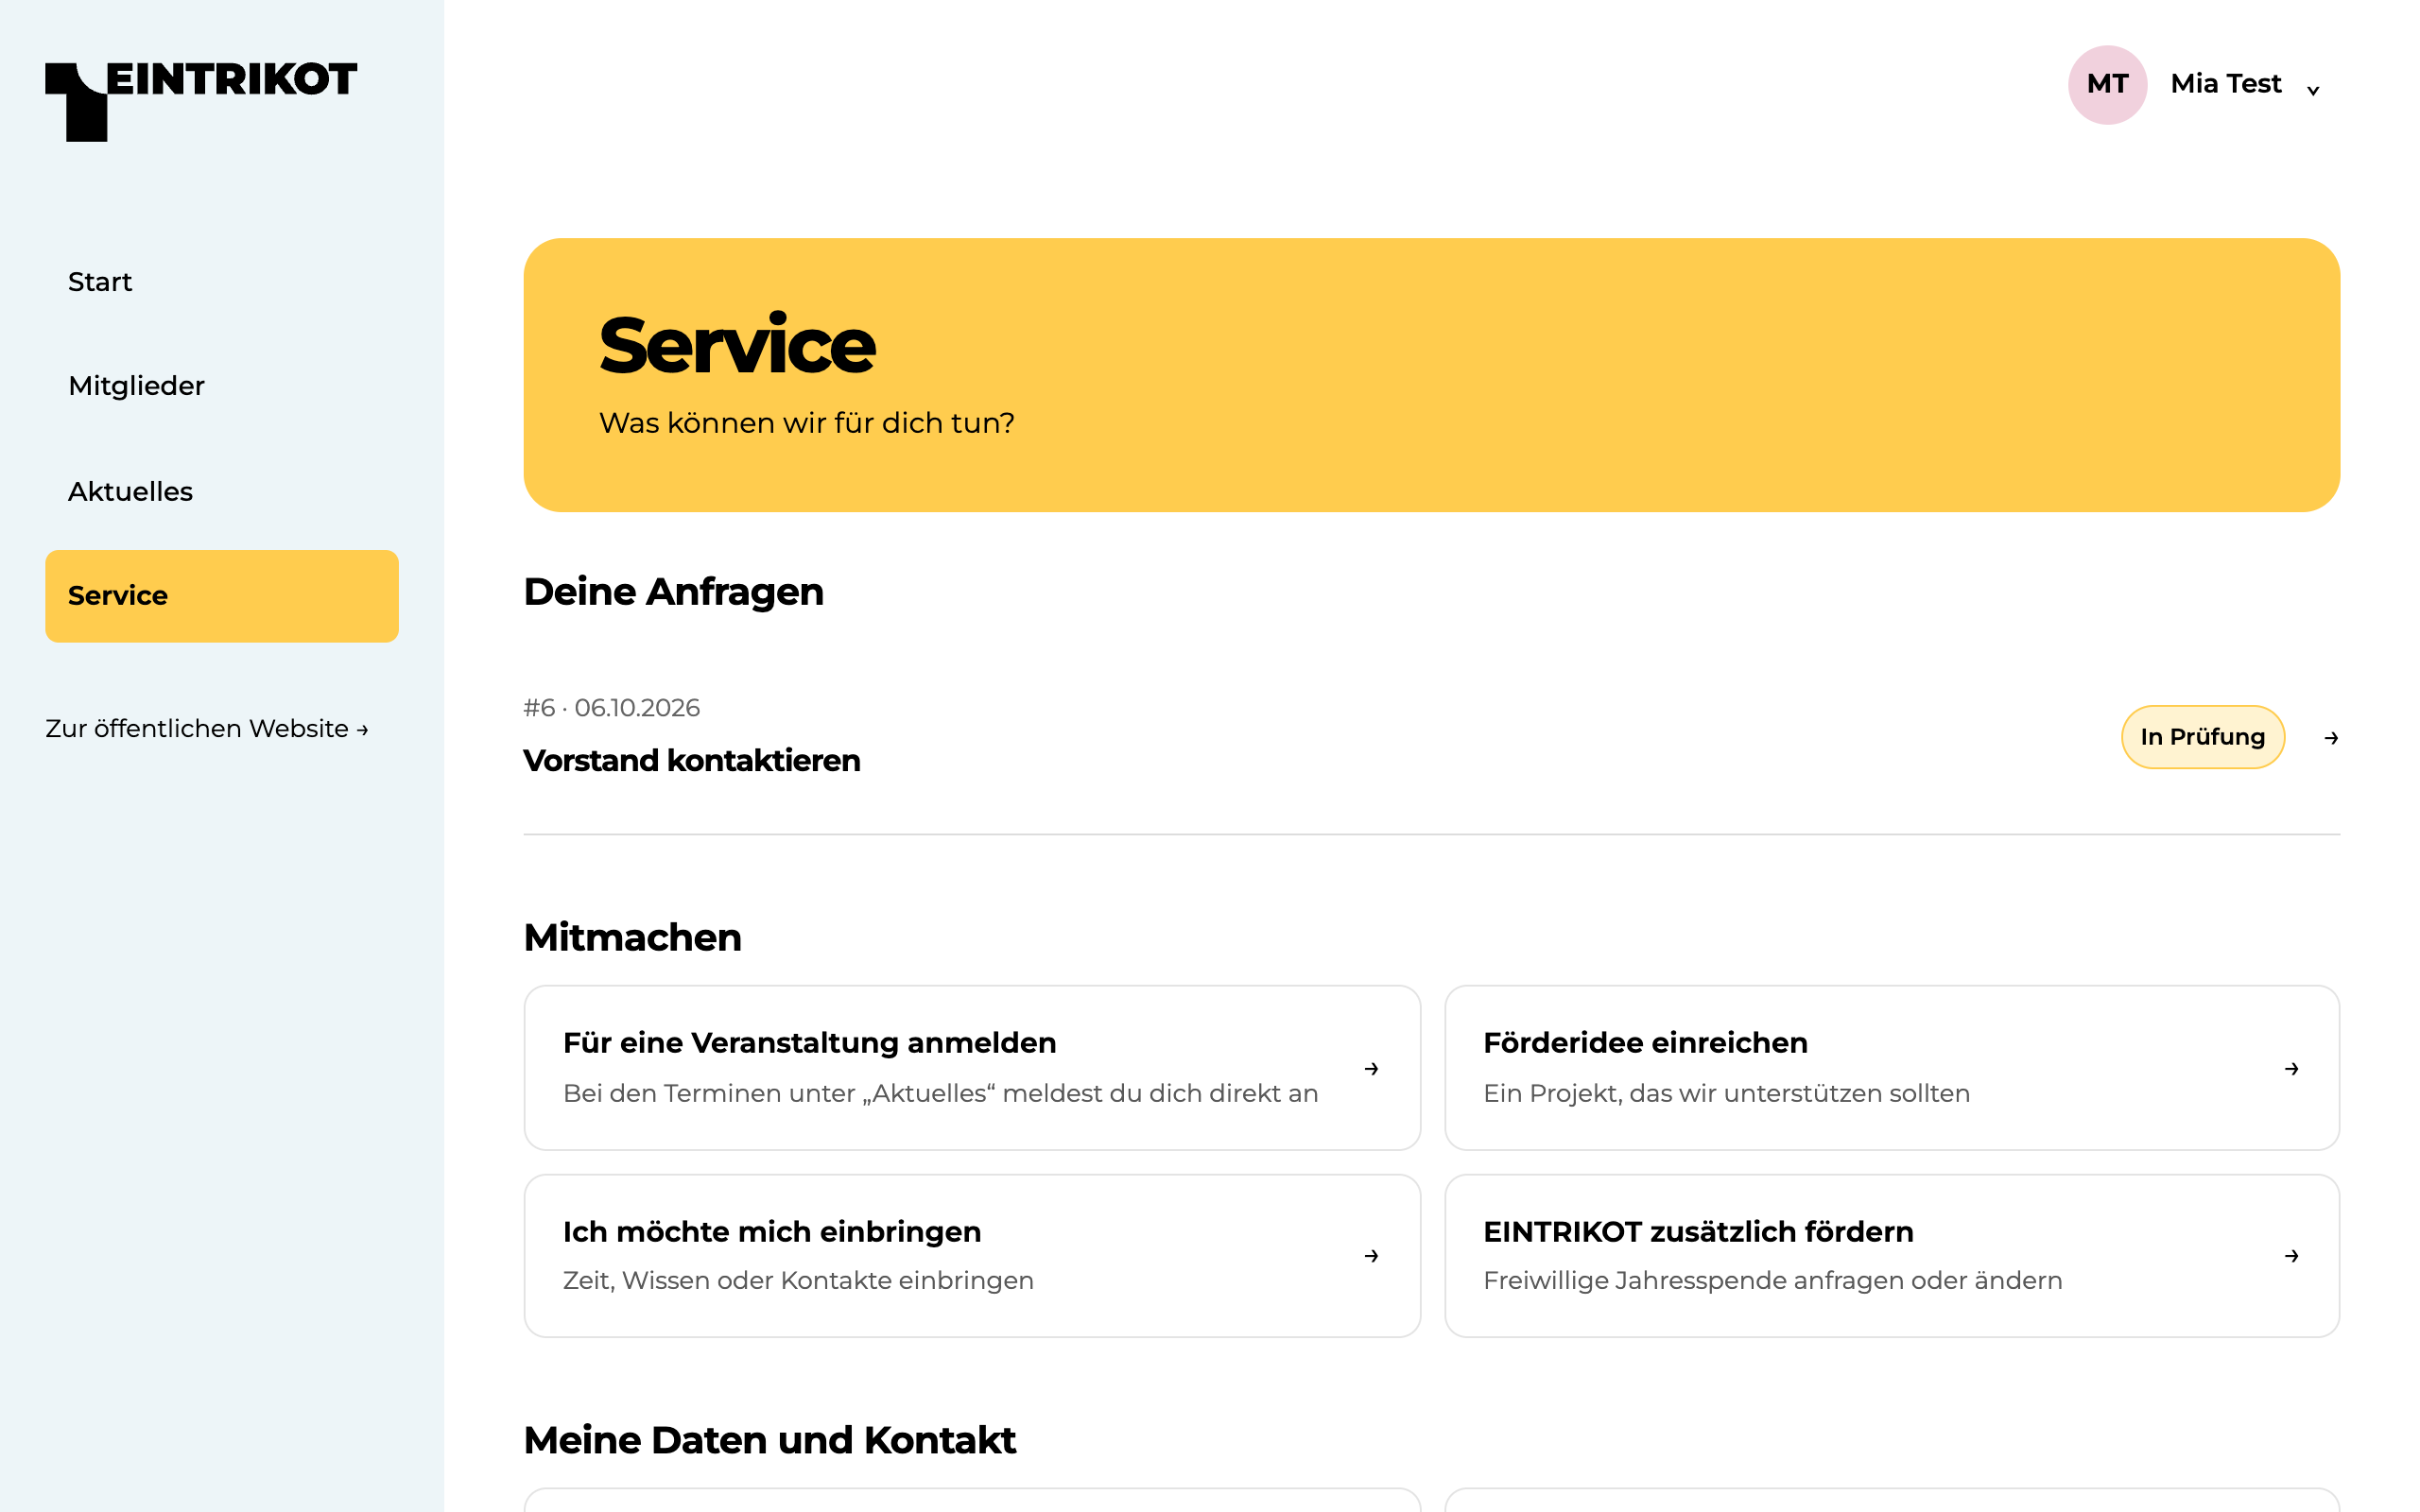 EINTRIKOT
MT Mia Test
Start
Mitglieder
Aktuelles
Service
Zur öffentlichen Website →
Service
Was können wir für dich tun?
Deine Anfragen
#6 · 06.10.2026
Vorstand kontaktieren
In Prüfung →
Mitmachen
Für eine Veranstaltung anmelden
Bei den Terminen unter „Aktuelles“ meldest du dich direkt an
→
Förderidee einreichen
Ein Projekt, das wir unterstützen sollten
→
Ich möchte mich einbringen
Zeit, Wissen oder Kontakte einbringen
→
EINTRIKOT zusätzlich fördern
Freiwillige Jahresspende anfragen oder ändern
→
Meine Daten und Kontakt